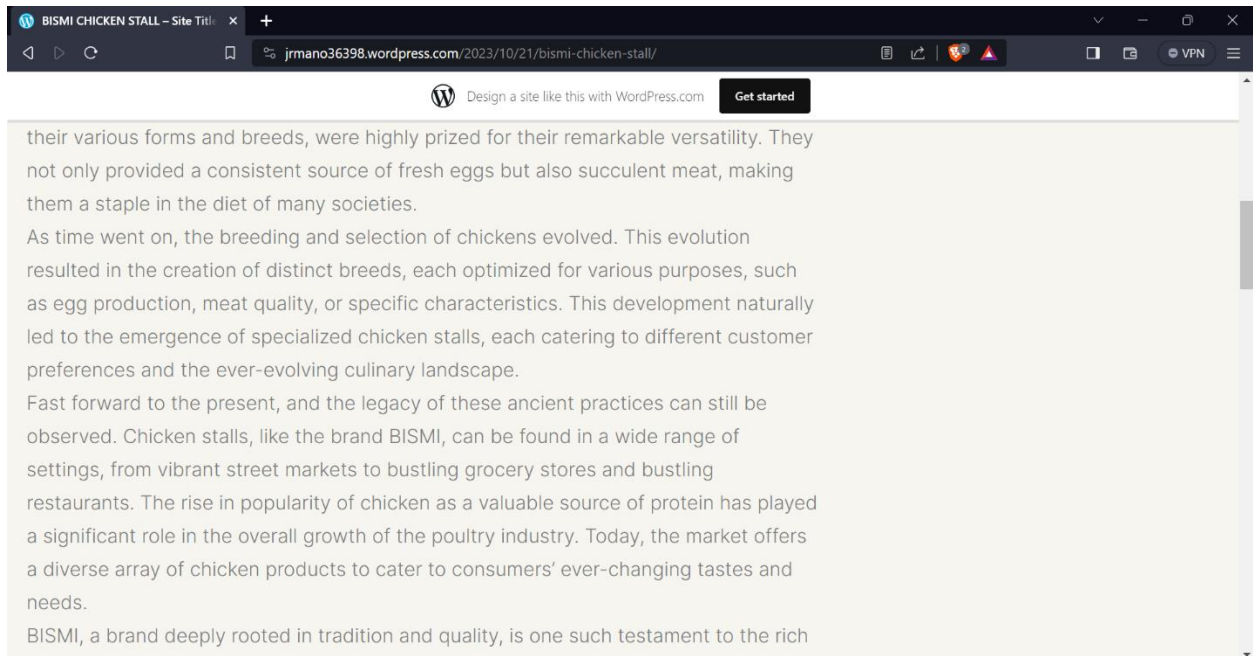 BISMI CHICKEN STALL – Site Title
jrmano36398.wordpress.com/2023/10/21/bismi-chicken-stall/
2
VPN
Design a site like this with WordPress.com
Get started
their various forms and breeds, were highly prized for their remarkable versatility. They
not only provided a consistent source of fresh eggs but also succulent meat, making
them a staple in the diet of many societies.
As time went on, the breeding and selection of chickens evolved. This evolution
resulted in the creation of distinct breeds, each optimized for various purposes, such
as egg production, meat quality, or specific characteristics. This development naturally
led to the emergence of specialized chicken stalls, each catering to different customer
preferences and the ever-evolving culinary landscape.
Fast forward to the present, and the legacy of these ancient practices can still be
observed. Chicken stalls, like the brand BISMI, can be found in a wide range of
settings, from vibrant street markets to bustling grocery stores and bustling
restaurants. The rise in popularity of chicken as a valuable source of protein has played
a significant role in the overall growth of the poultry industry. Today, the market offers
a diverse array of chicken products to cater to consumers’ ever-changing tastes and
needs.
BISMI, a brand deeply rooted in tradition and quality, is one such testament to the rich